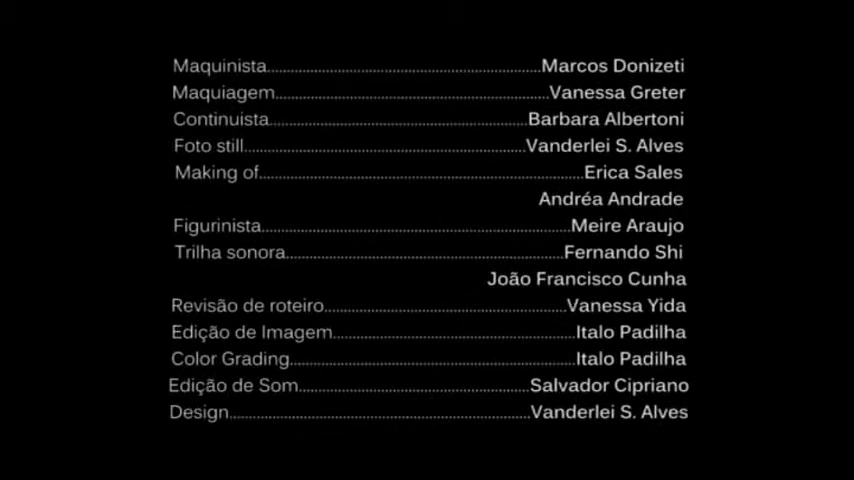 Maquinista Marcos Donizeti
Maquiagem Vanessa Greter
Continuista Barbara Albertoni
Foto still Vanderlei S. Alves
Making of Erica Sales
Andréa Andrade
Figurinista Meire Araujo
Trilha sonora Fernando Shi
João Francisco Cunha
Revisão de roteiro Vanessa Yida
Edição de Imagem Italo Padilha
Color Grading Italo Padilha
Edição de Som Salvador Cipriano
Design Vanderlei S. Alves